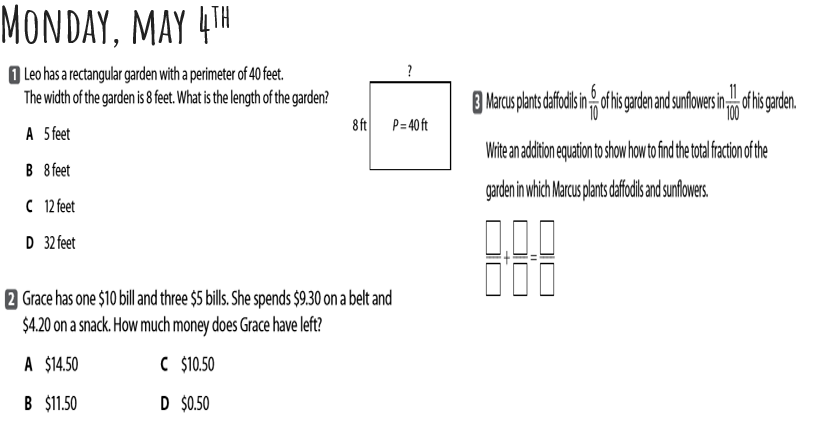 MONDAY, MAY 4TH
1 Leo has a rectangular garden with a perimeter of 40 feet.
The width of the garden is 8 feet. What is the length of the garden?
A 5 feet
B 8 feet
C 12 feet
D 32 feet
?
8 ft P = 40 ft
2 Grace has one $10 bill and three $5 bills. She spends $9.30 on a belt and
$4.20 on a snack. How much money does Grace have left?
A $14.50 C $10.50
B $11.50 D $0.50
3 Marcus plants daffodils in 6/10 of his garden and sunflowers in 11/100 of his garden.
Write an addition equation to show how to find the total fraction of the
garden in which Marcus plants daffodils and sunflowers.
+ =